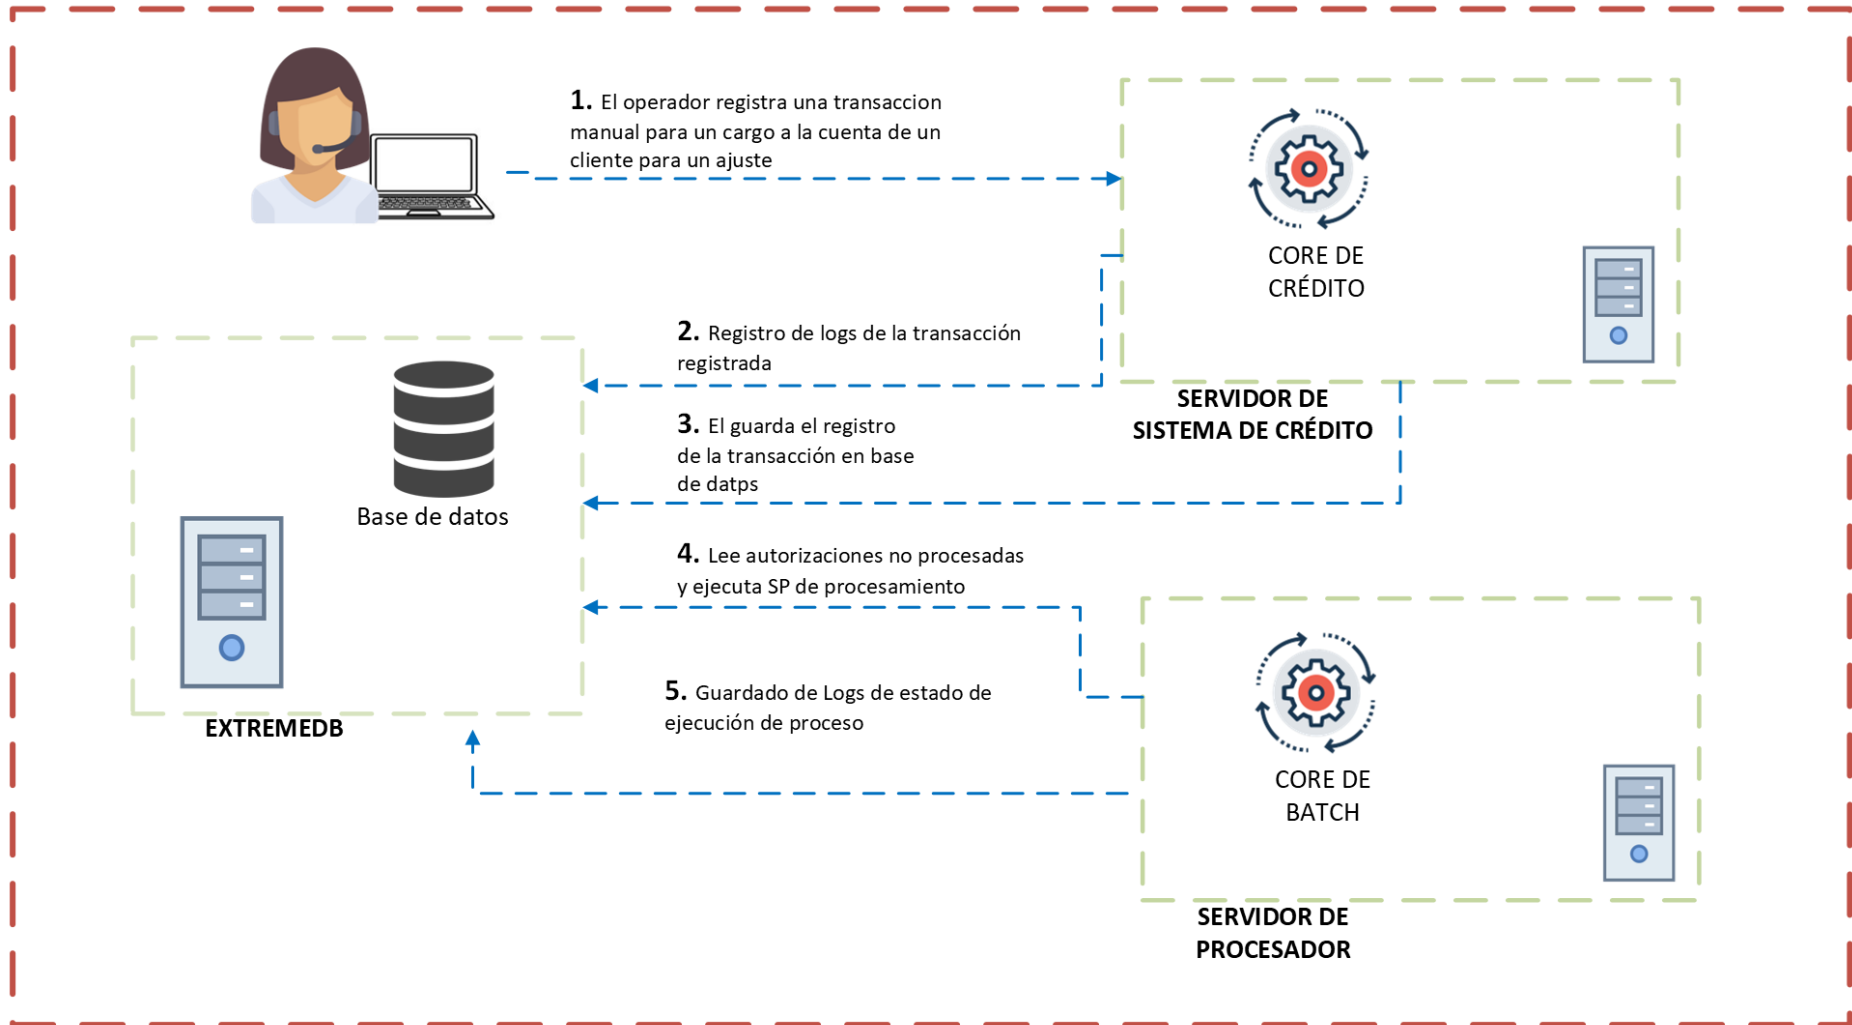 1. El operador registra una transaccion
manual para un cargo a la cuenta de un
cliente para un ajuste
CORE DE
CRÉDITO
SERVIDOR DE
SISTEMA DE CRÉDITO
2. Registro de logs de la transacción
registrada
3. El guarda el registro
de la transacción en base
de datps
Base de datos
EXTREMEDB
4. Lee autorizaciones no procesadas
y ejecuta SP de procesamiento
5. Guardado de Logs de estado de
ejecución de proceso
CORE DE
BATCH
SERVIDOR DE
PROCESADOR